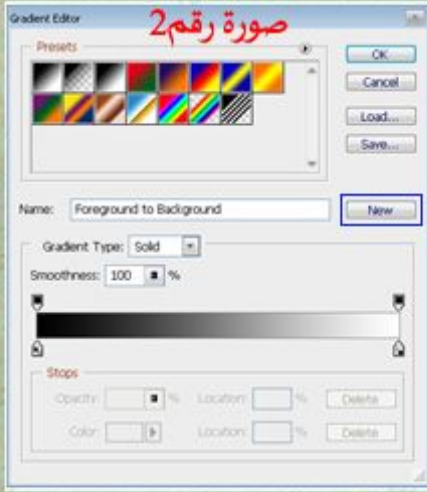 Gradient Editor
صورة رقم2
Presets
OK
Cancel
Load...
Save...
Name: Foreground to Background
New
Gradient Type: Solid
Smoothness: 100 %
Stops
Opacity: % Location: % Delete
Color: Location: % Delete